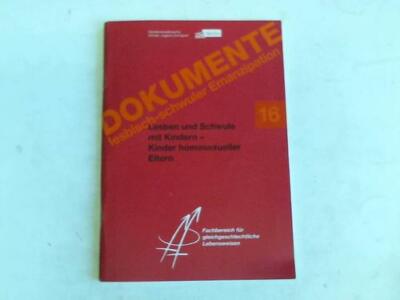 DOKUMENTE
lesbisch-schwuler Emanzipation
16
Lesben und Schwule
mit Kindern –
Kinder homosexueller
Eltern
Fachbereich für
gleichgeschlechtliche
Lebensweisen